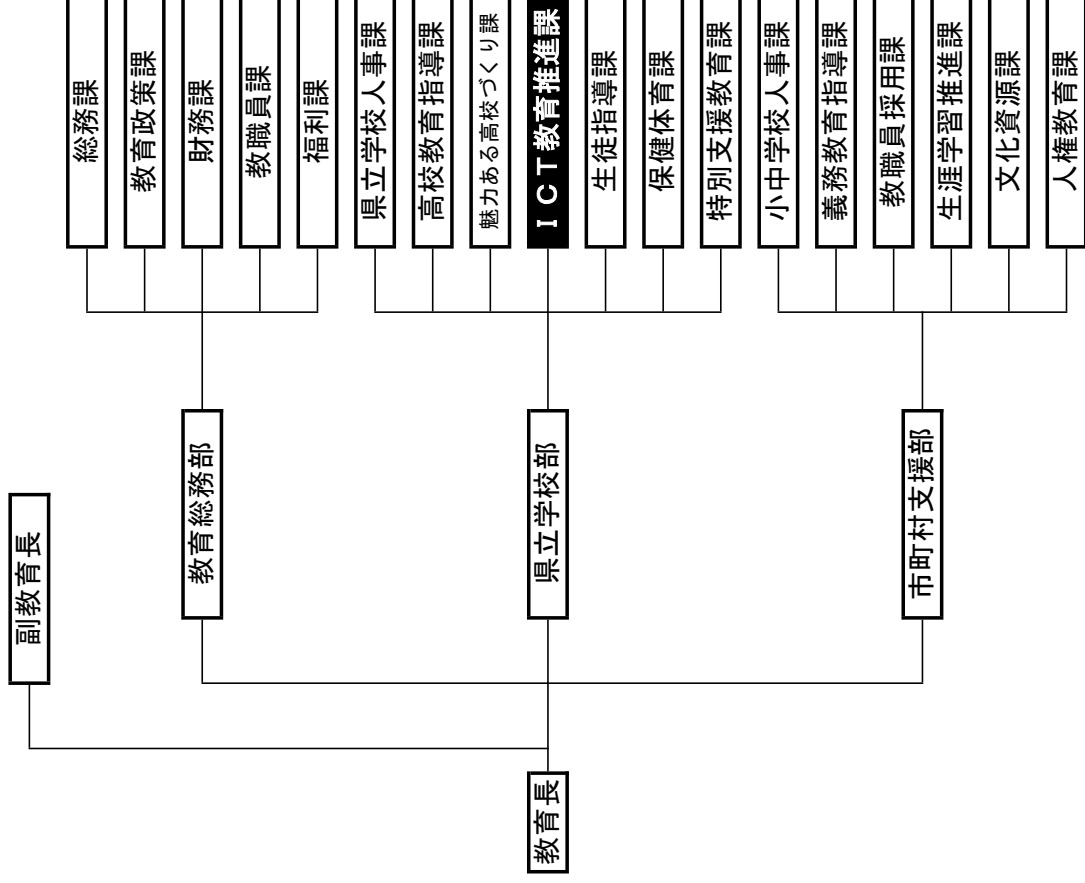 教育長
副教育長
教育総務部
総務課
教育政策課
財務課
教職員課
福利課
県立学校部
県立学校人事課
高校教育指導課
魅力ある高校づくり課
ＩＣＴ教育推進課
生徒指導課
保健体育課
特別支援教育課
市町村支援部
小中学校人事課
義務教育指導課
教職員採用課
生涯学習推進課
文化資源課
人権教育課